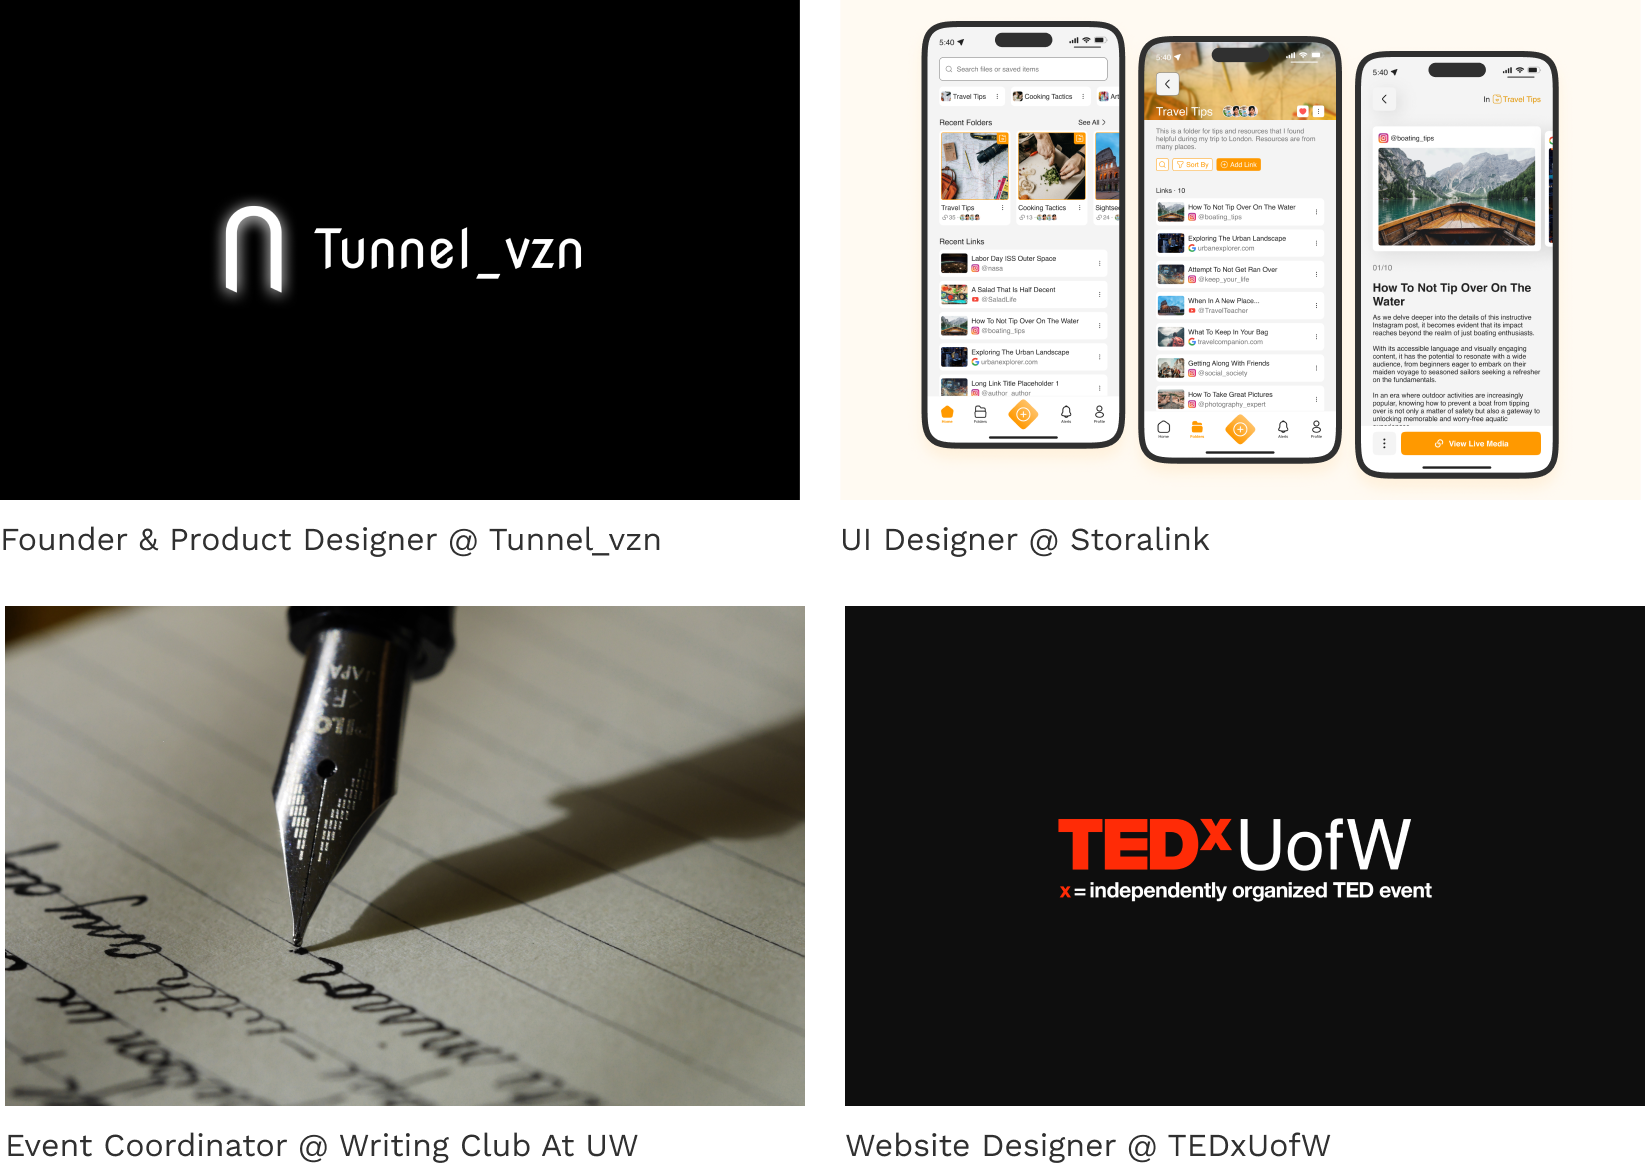 Tunnel_vzn
5:40
Search files or saved items
Travel Tips
Cooking Tactics
Art
Recent Folders
See All
Travel Tips
35
Cooking Tactics
13
Sightsee
24
Recent Links
Labor Day ISS Outer Space
@nasa
A Salad That Is Half Decent
@SaladLife
How To Not Tip Over On The Water
@boating_tips
Exploring The Urban Landscape
urbanexplorer.com
Long Link Title Placeholder 1
@author_author
Home
Folders
Alerts
Profile
5:40
Travel Tips
This is a folder for tips and resources that I found
helpful during my trip to London. Resources are from
many places.
Sort By
Add Link
Links · 10
How To Not Tip Over On The Water
@boating_tips
Exploring The Urban Landscape
urbanexplorer.com
Attempt To Not Get Ran Over
@keep_your_life
When In A New Place...
@TravelTeacher
What To Keep In Your Bag
travelcompanion.com
Getting Along With Friends
@social_society
How To Take Great Pictures
@photography_expert
Home
Folders
Alerts
Profile
5:40
In Travel Tips
@boating_tips
01/10
How To Not Tip Over On The
Water
As we delve deeper into the details of this instructive
Instagram post, it becomes evident that its impact
reaches beyond the realm of just boating enthusiasts.
With its accessible language and visually engaging
content, it has the potential to resonate with a wide
audience, from beginners eager to embark on their
maiden voyage to seasoned sailors seeking a refresher
on the fundamentals.
In an era where outdoor activities are increasingly
popular, knowing how to prevent a boat from tipping
over is not only a matter of safety but also a gateway to
unlocking memorable and worry-free aquatic
View Live Media
Founder & Product Designer @ Tunnel_vzn
UI Designer @ Storalink
TEDxUofW
x = independently organized TED event
Event Coordinator @ Writing Club At UW
Website Designer @ TEDxUofW